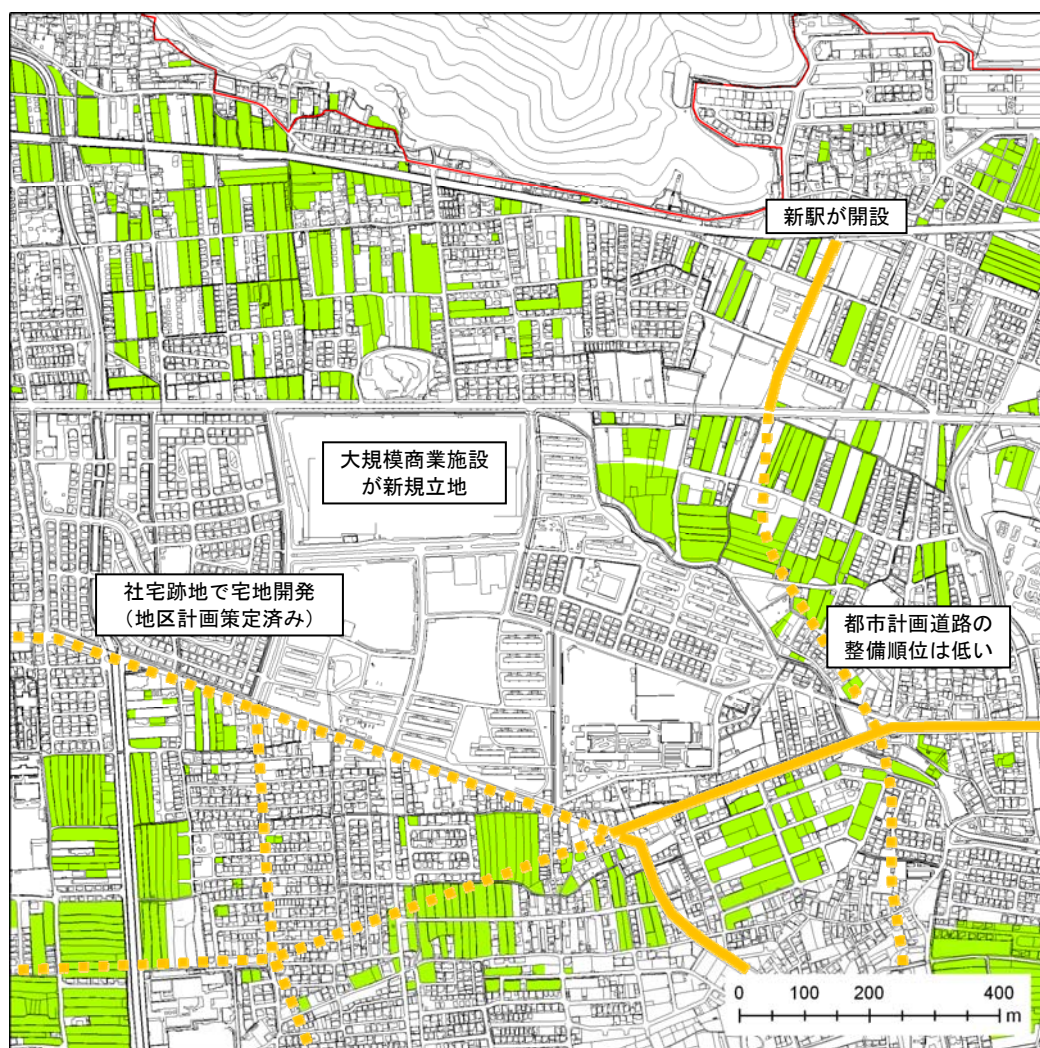 新駅が開設
大規模商業施設
が新規立地
社宅跡地で宅地開発
（地区計画策定済み）
都市計画道路の
整備順位は低い
0 100 200 400
m